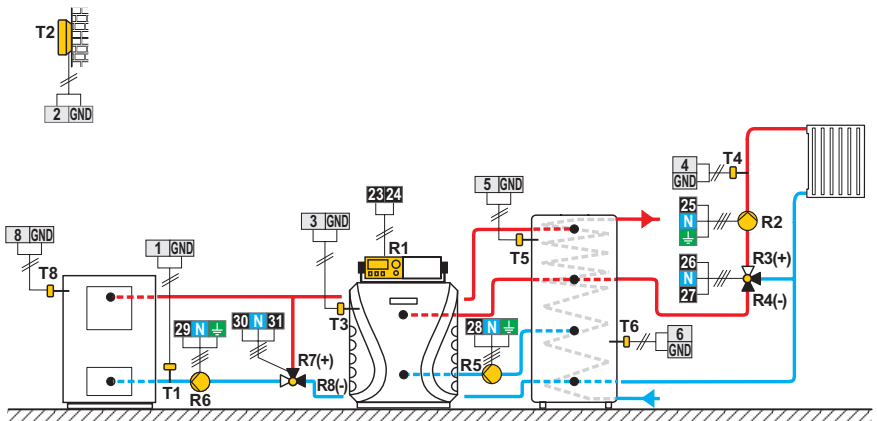 T2
2 GND
8 GND
T8
1 GND
3 GND
23 24
R1
5 GND
T5
4
GND
T4
25
N
R2
26
N
27
R3(+)
R4(-)
T3
29 N
30 N 31
R7(+)
R8(-)
T1
R6
28 N
R5
T6
6
GND